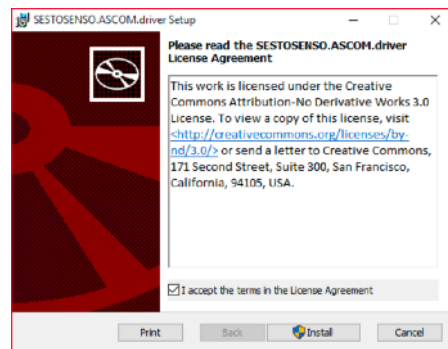 SESTOSENSO.ASCOM.driver Setup
Please read the SESTOSENSO.ASCOM.driver
License Agreement
This work is licensed under the Creative
Commons Attribution-No Derivative Works 3.0
License. To view a copy of this license, visit
<http://creativecommons.org/licenses/by-
nd/3.0/> or send a letter to Creative Commons,
171 Second Street, Suite 300, San Francisco,
California, 94105, USA.
I accept the terms in the License Agreement
Print Back Install Cancel